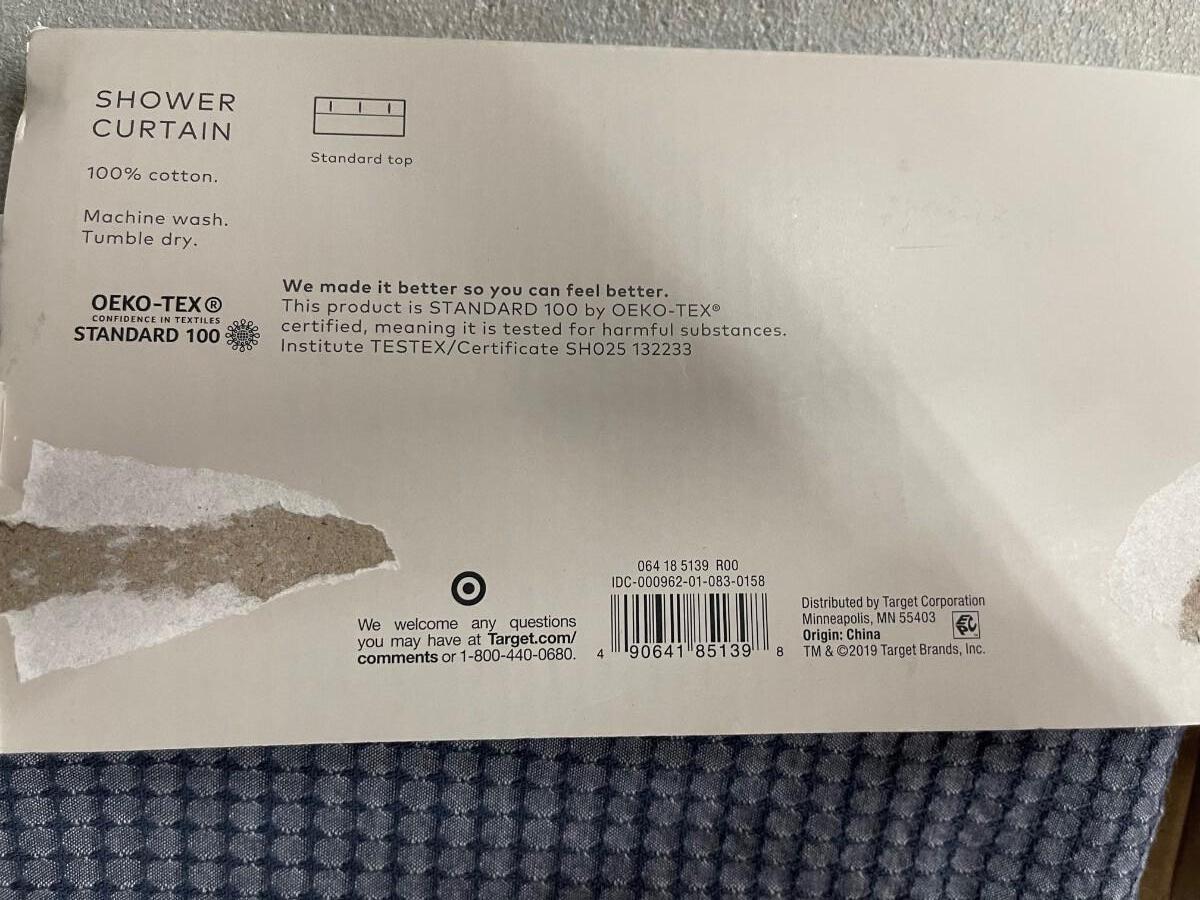 SHOWER
CURTAIN
100% cotton.
Machine wash.
Tumble dry.
Standard top
OEKO-TEX®
CONFIDENCE IN TEXTILES
STANDARD 100
We made it better so you can feel better.
This product is STANDARD 100 by OEKO-TEX®
certified, meaning it is tested for harmful substances.
Institute TESTEX/Certificate SH025 132233
We welcome any questions
you may have at Target.com/
comments or 1-800-440-0680.
064 18 5139 R00
IDC-000962-01-083-0158
4 90641 85139 8
Distributed by Target Corporation
Minneapolis, MN 55403
Origin: China
TM & ©2019 Target Brands, Inc.